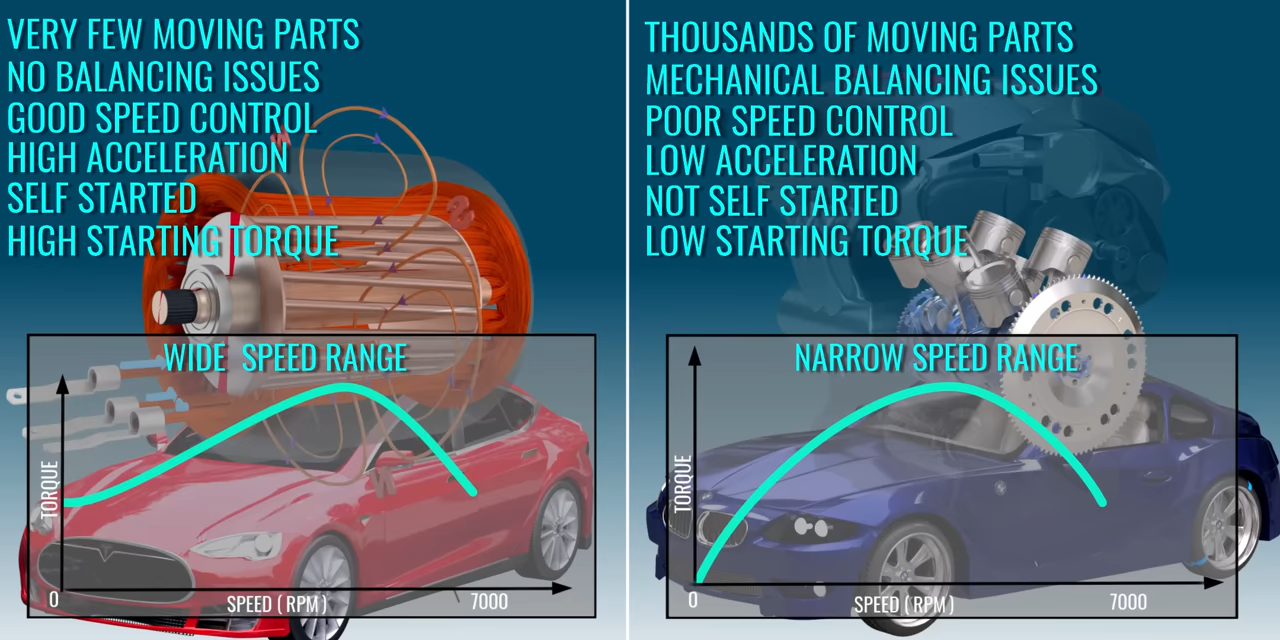 VERY FEW MOVING PARTS
NO BALANCING ISSUES
GOOD SPEED CONTROL
HIGH ACCELERATION
SELF STARTED
HIGH STARTING TORQUE
WIDE SPEED RANGE
TORQUE
0
SPEED ( RPM )
7000
THOUSANDS OF MOVING PARTS
MECHANICAL BALANCING ISSUES
POOR SPEED CONTROL
LOW ACCELERATION
NOT SELF STARTED
LOW STARTING TORQUE
NARROW SPEED RANGE
TORQUE
0
SPEED ( RPM )
7000